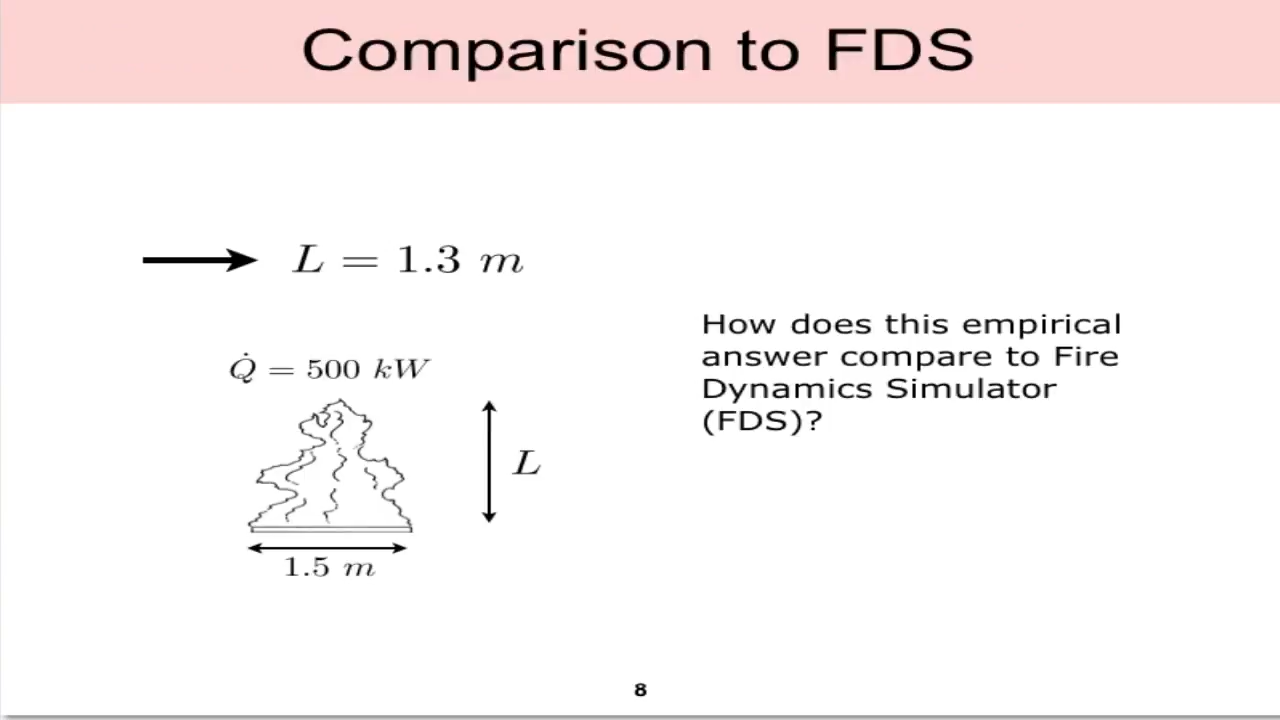 Comparison to FDS
L = 1.3 m
How does this empirical
answer compare to Fire
Dynamics Simulator
(FDS)?
Q̇ = 500 kW
L
1.5 m
8